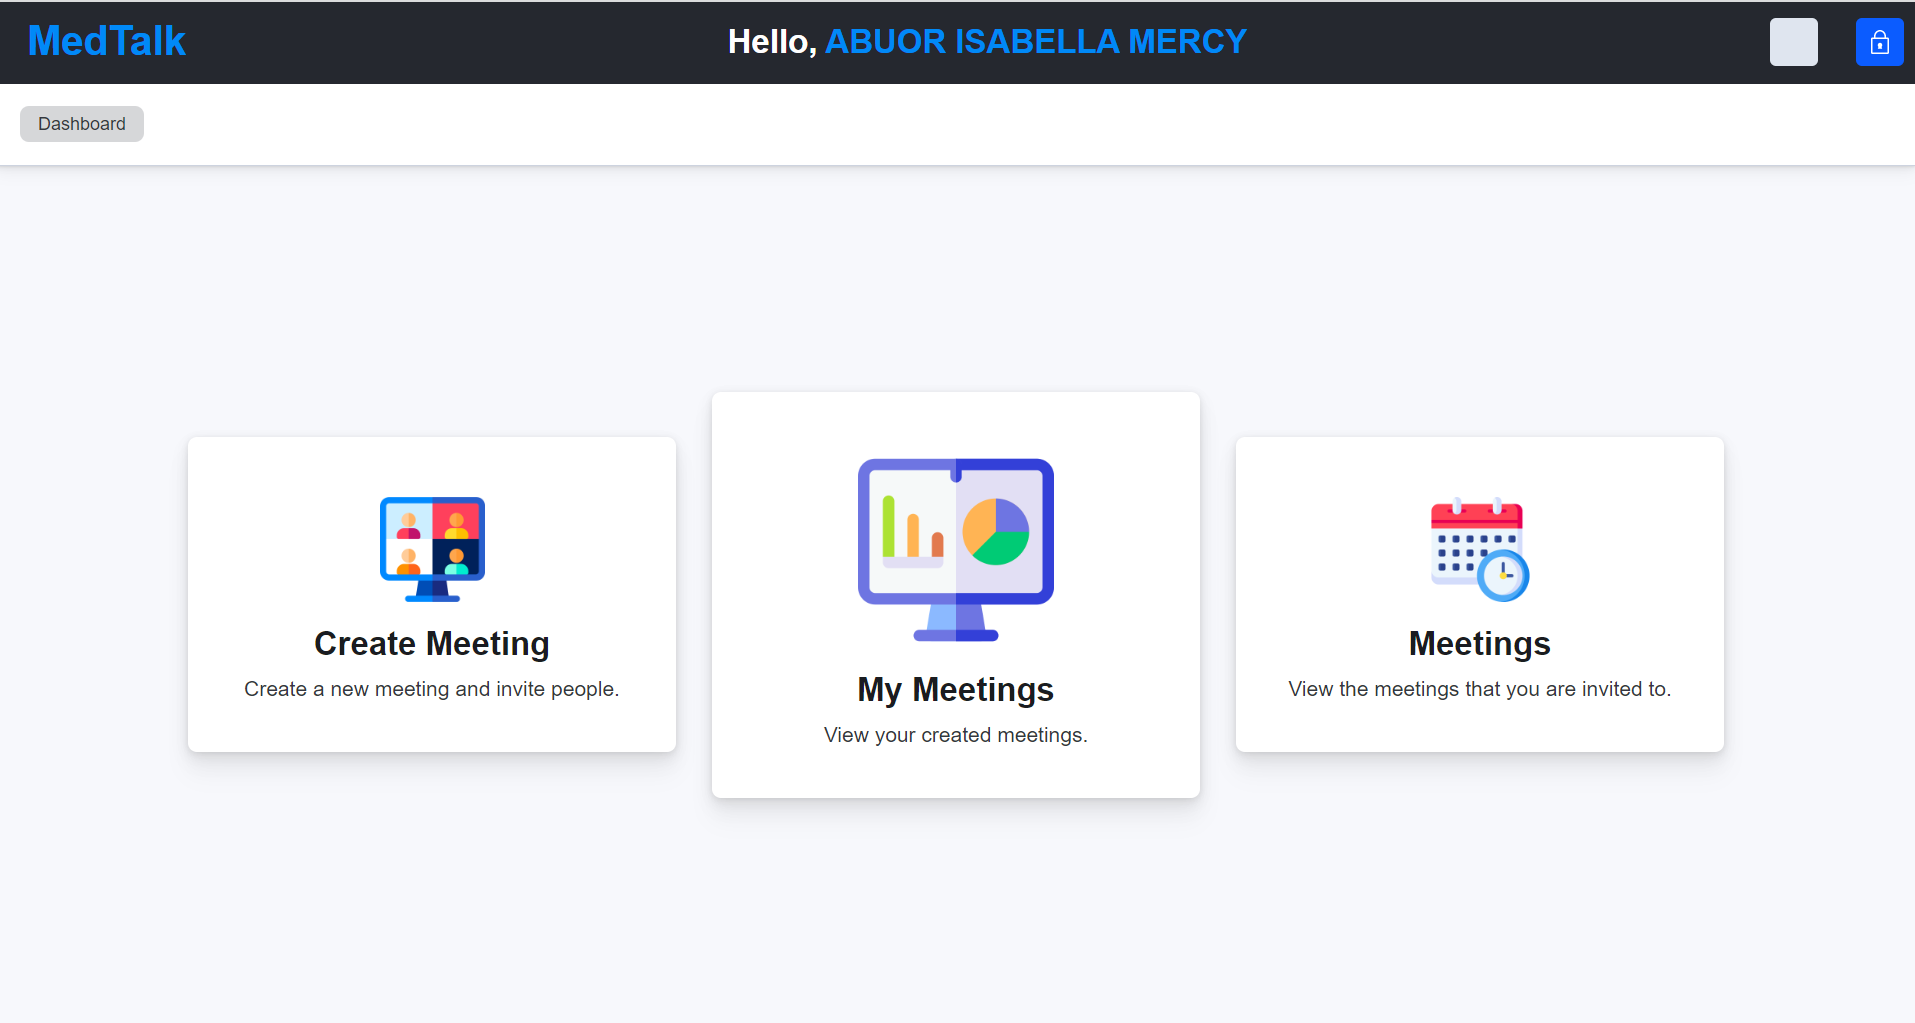 MedTalk
Hello, ABUOR ISABELLA MERCY
Dashboard
Create Meeting
Create a new meeting and invite people.
My Meetings
View your created meetings.
Meetings
View the meetings that you are invited to.